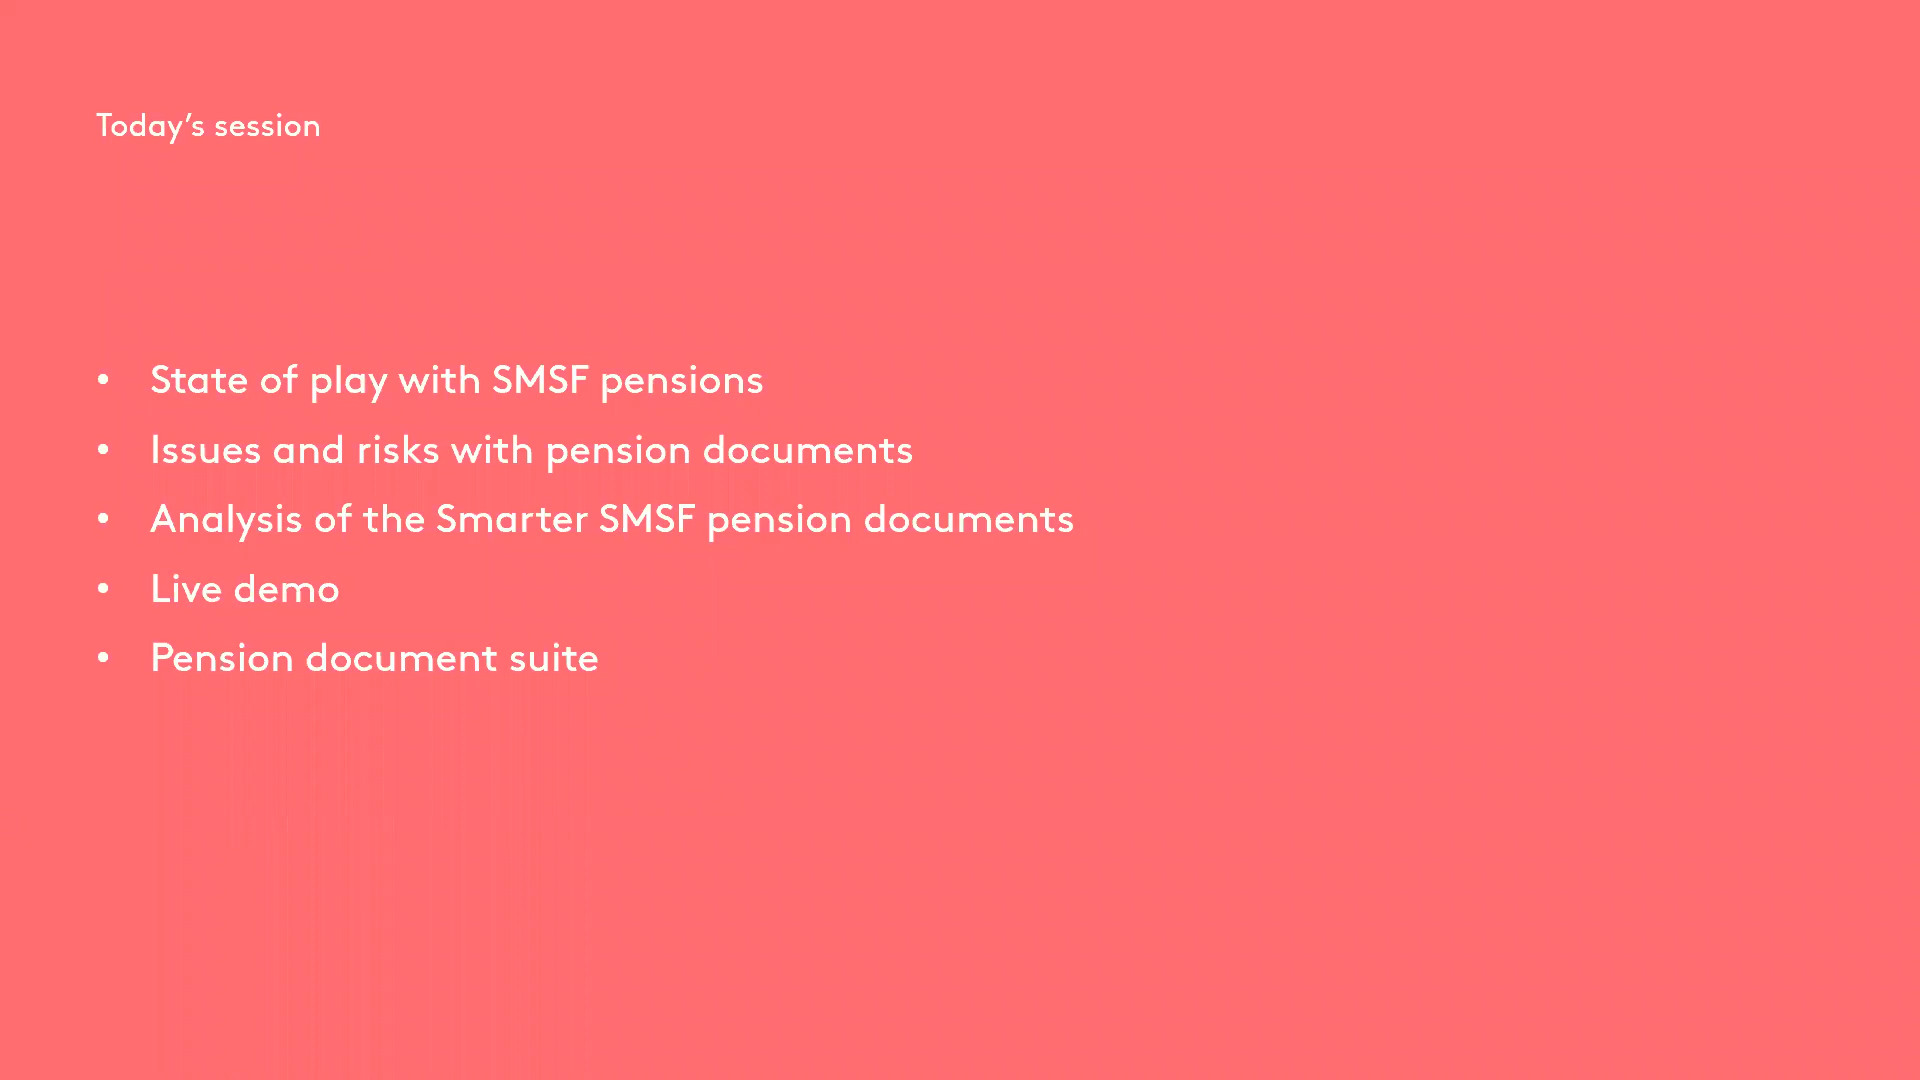 Today’s session
• State of play with SMSF pensions
• Issues and risks with pension documents
• Analysis of the Smarter SMSF pension documents
• Live demo
• Pension document suite